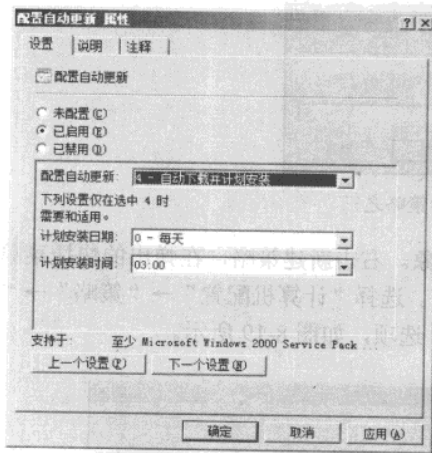 配置自动更新 属性
设置 说明 注释
配置自动更新
未配置(C)
已启用(E)
已禁用(D)
配置自动更新: 4 - 自动下载并计划安装
下列设置仅在选中 4 时
需要和适用。
计划安装日期: 0 - 每天
计划安装时间: 03:00
支持于: 至少 Microsoft Windows 2000 Service Pack
上一个设置(P) 下一个设置(N)
确定 取消 应用(A)